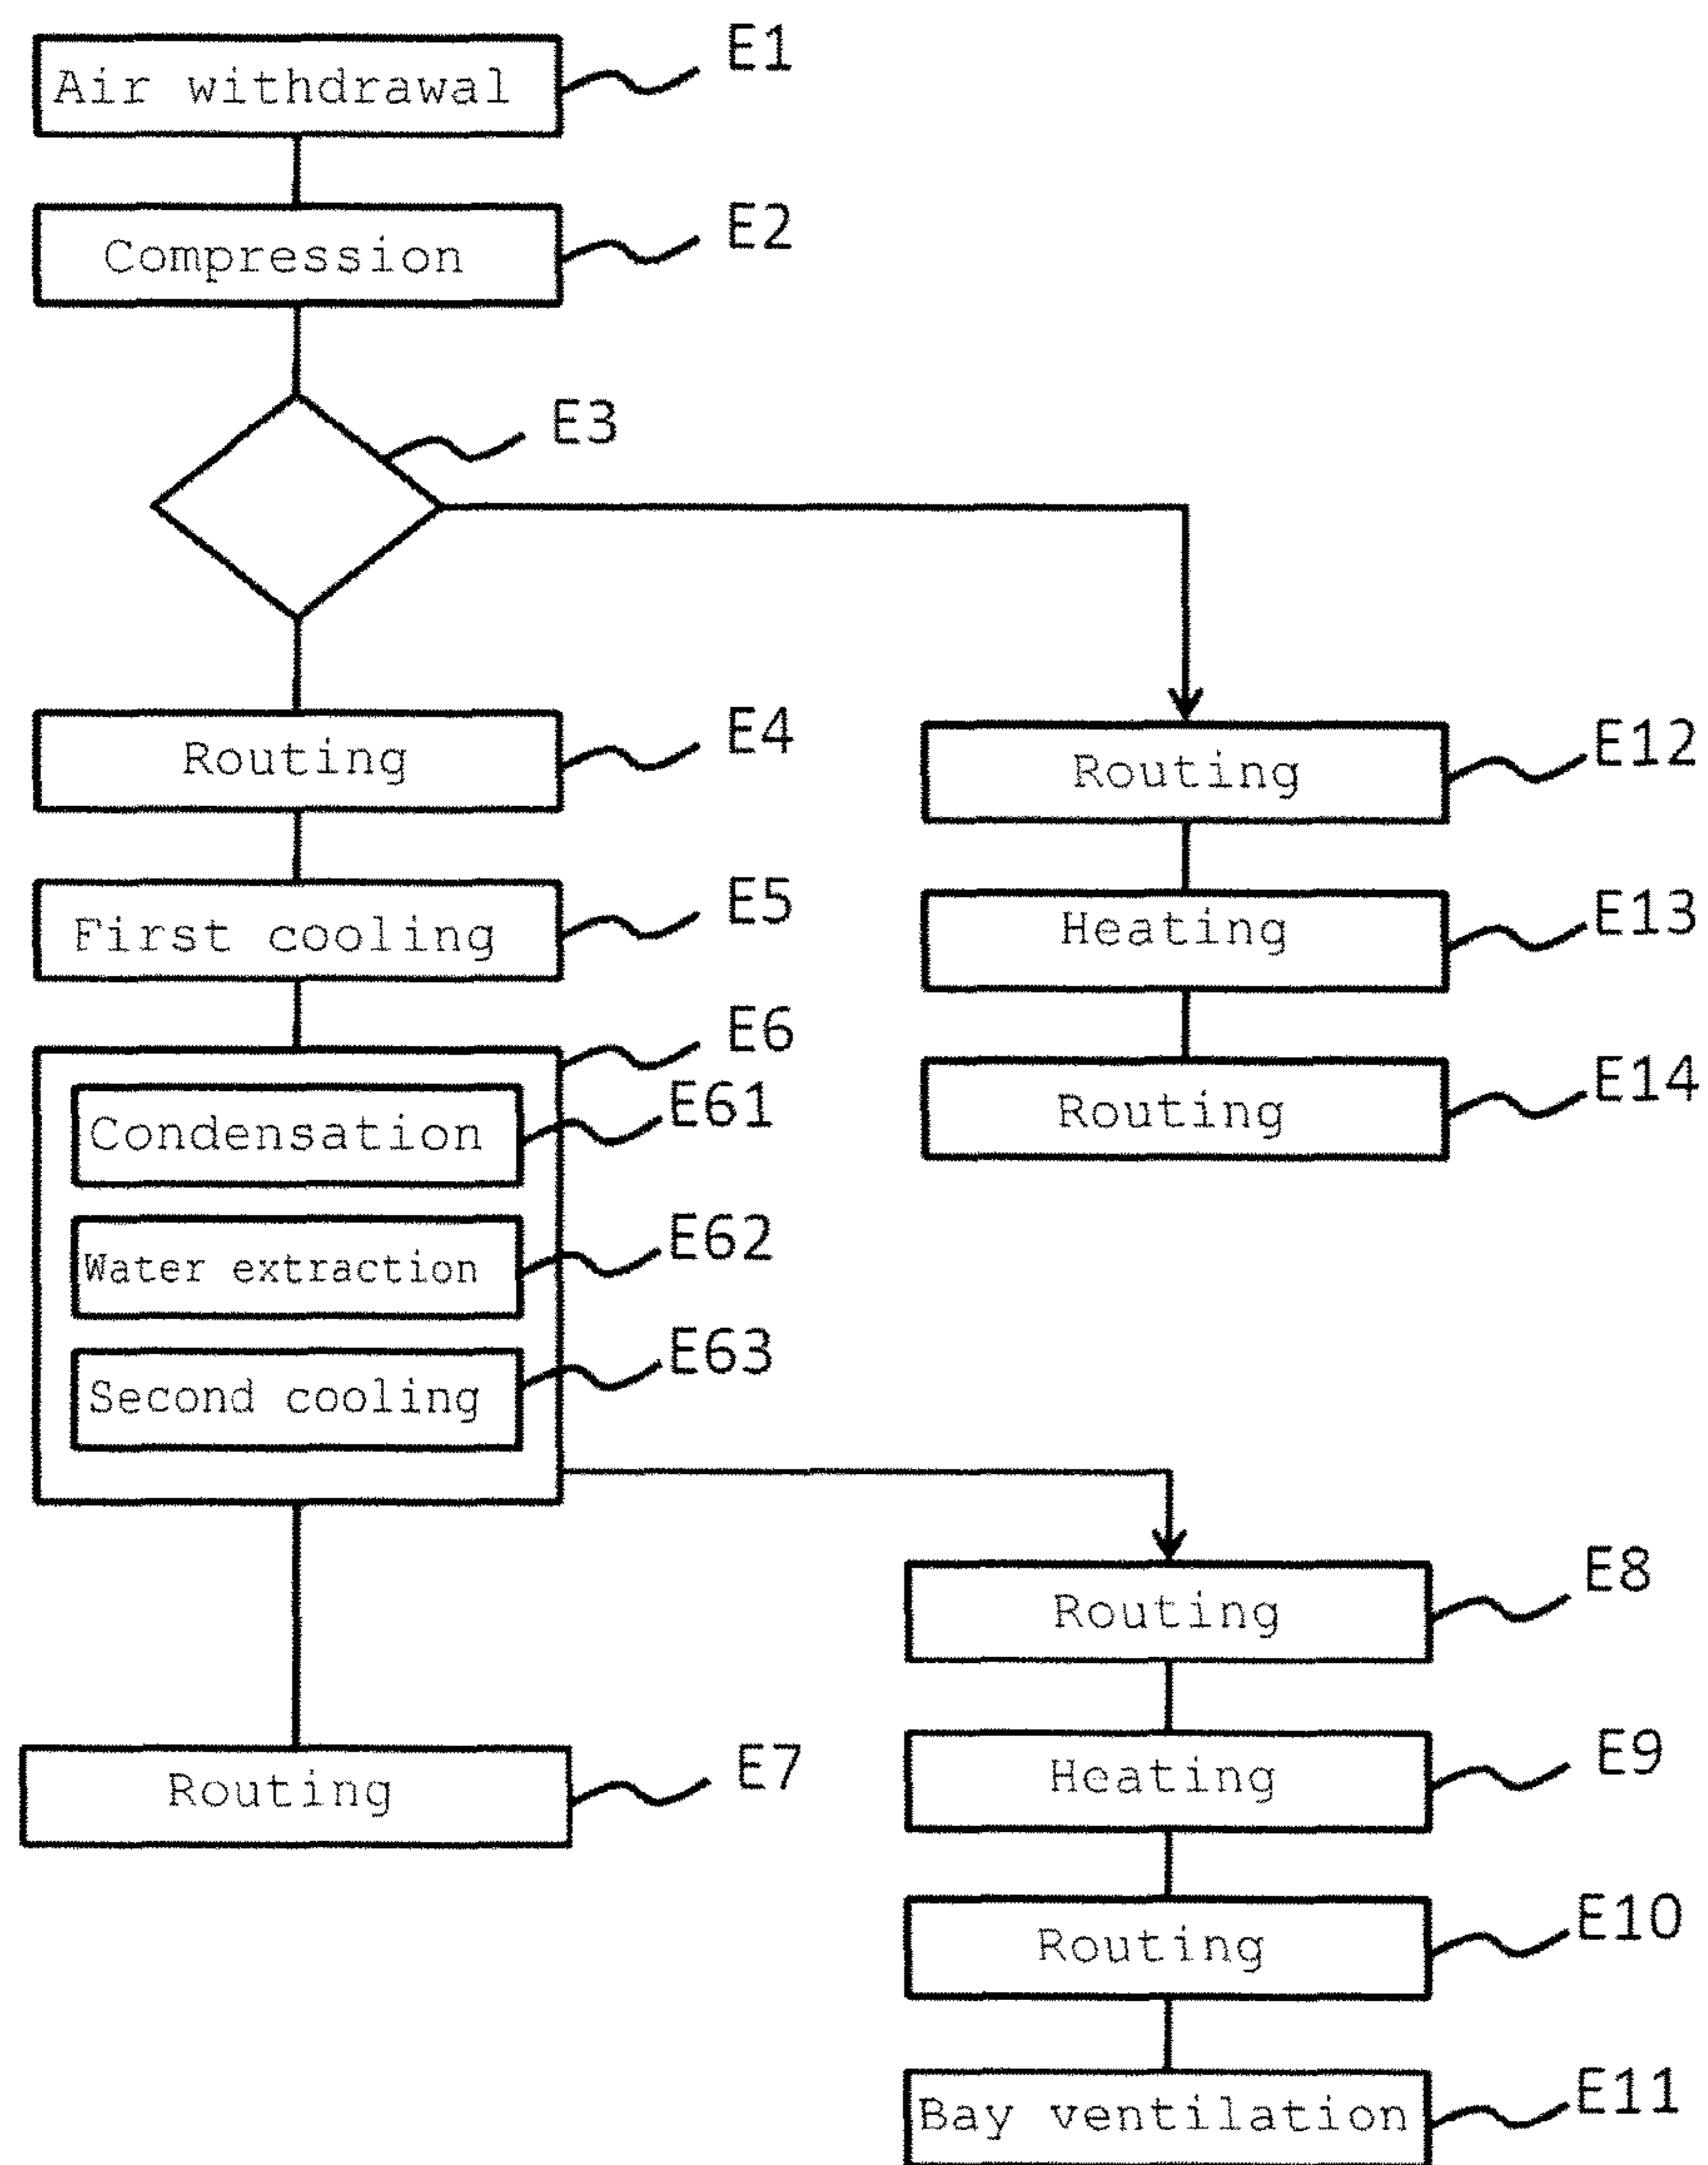 Air withdrawal E1
Compression E2
E3
Routing E4
Routing E12
First cooling E5
Heating E13
E6
Condensation E61
Routing E14
Water extraction E62
Second cooling E63
Routing E8
Routing E7
Heating E9
Routing E10
Bay ventilation E11